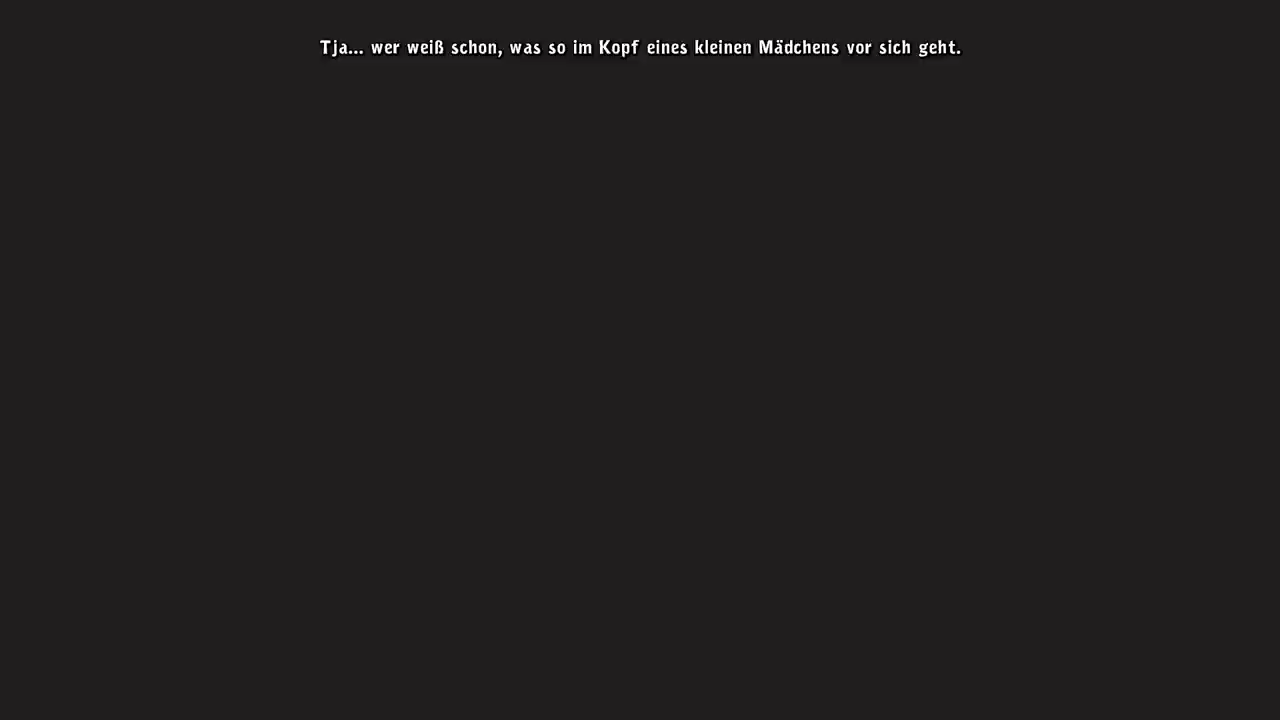 Tja... wer weiß schon, was so im Kopf eines kleinen Mädchens vor sich geht.